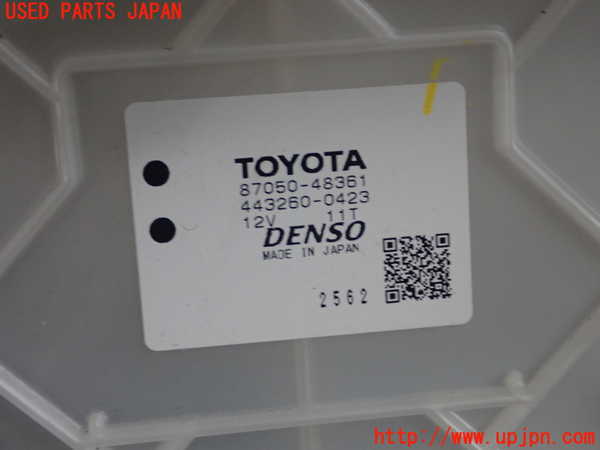 USED PARTS JAPAN
TOYOTA
87050-48361
443260-0423
12V 11T
DENSO
MADE IN JAPAN
2562
http://www.upjpn.com/